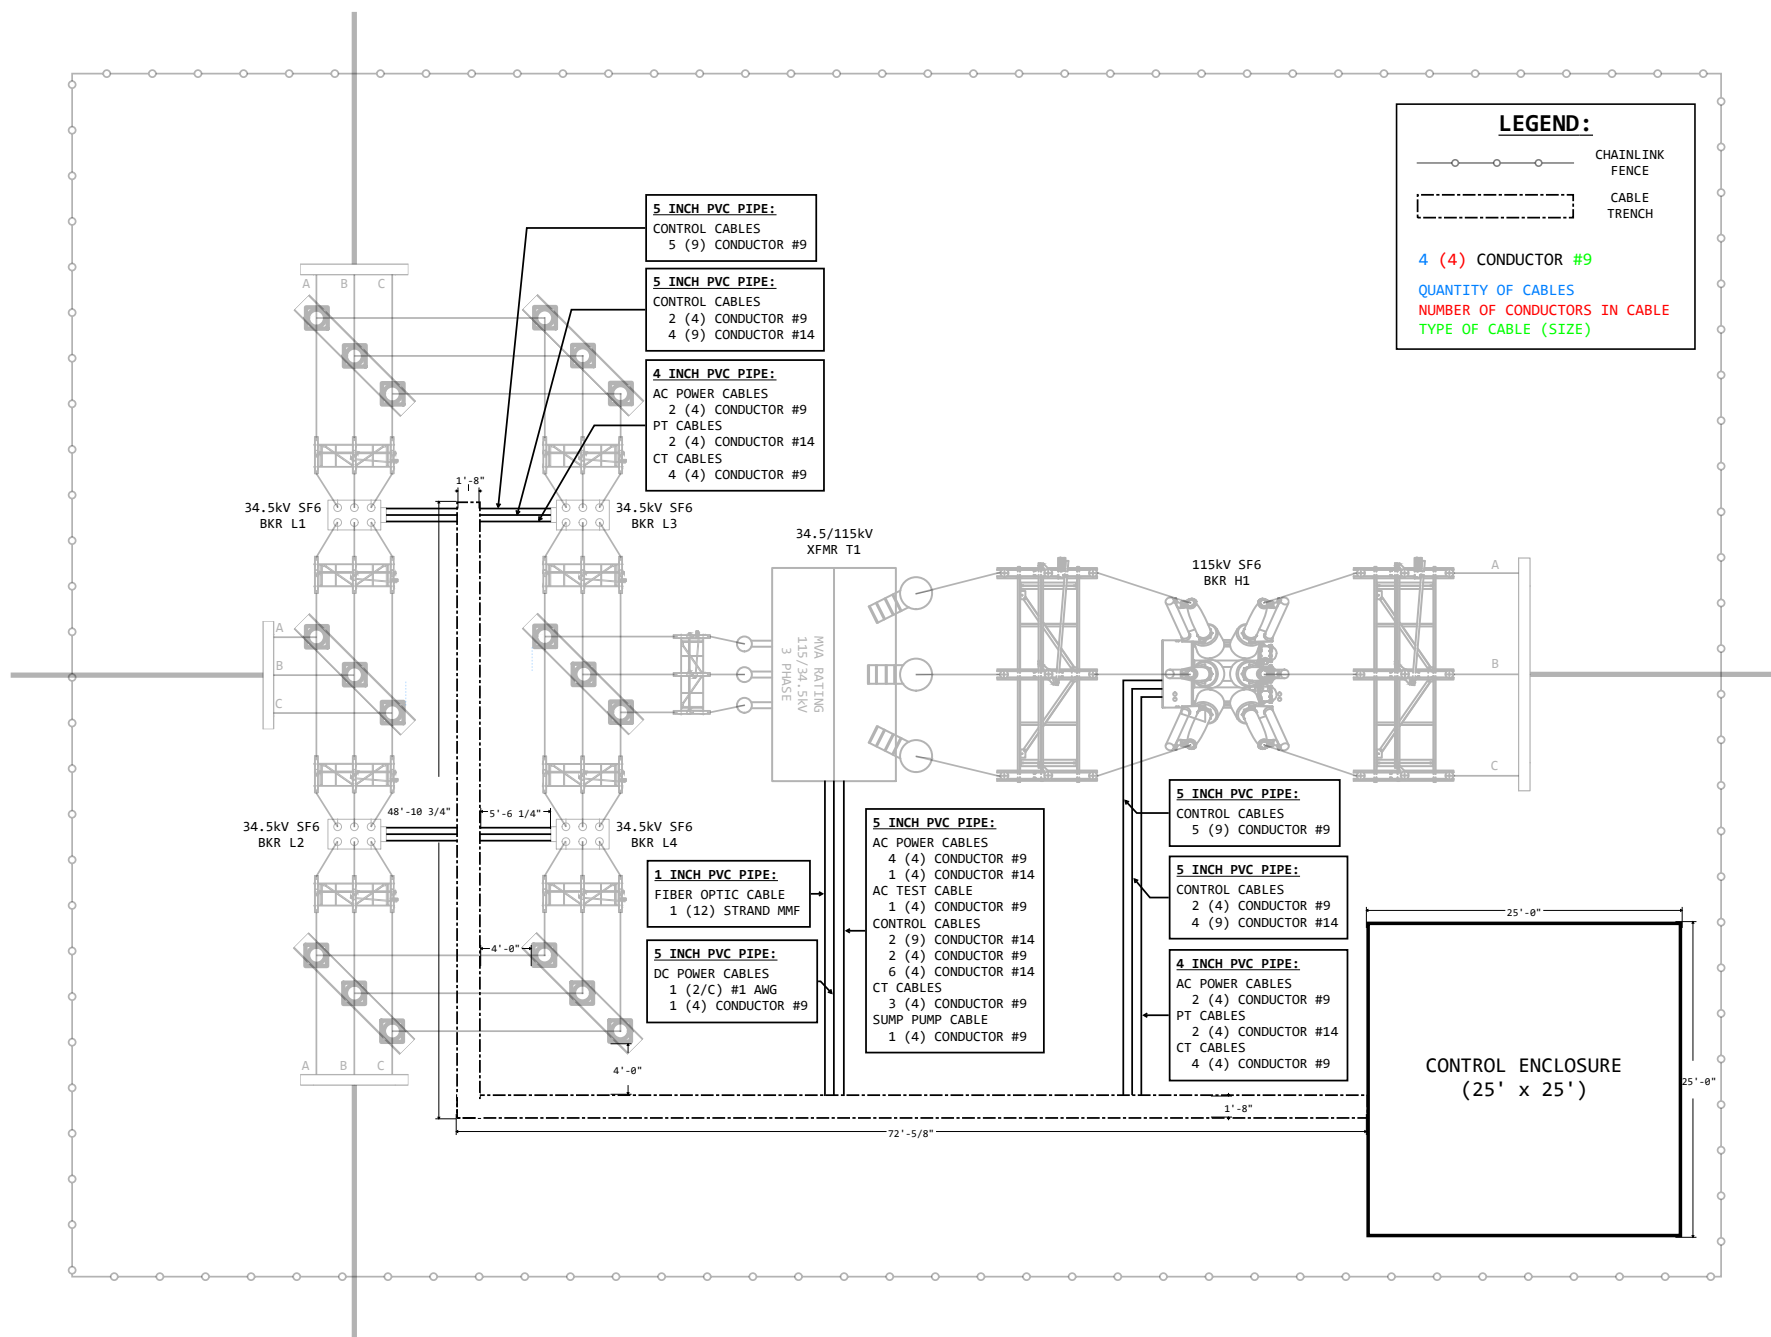 LEGEND:
CHAINLINK
FENCE
CABLE
TRENCH
4 (4) CONDUCTOR #9
QUANTITY OF CABLES
NUMBER OF CONDUCTORS IN CABLE
TYPE OF CABLE (SIZE)
5 INCH PVC PIPE:
CONTROL CABLES
5 (9) CONDUCTOR #9
5 INCH PVC PIPE:
CONTROL CABLES
2 (4) CONDUCTOR #9
4 (9) CONDUCTOR #14
4 INCH PVC PIPE:
AC POWER CABLES
2 (4) CONDUCTOR #9
PT CABLES
2 (4) CONDUCTOR #14
CT CABLES
4 (4) CONDUCTOR #9
A B C
1'-8"
34.5kV SF6
BKR L1
34.5kV SF6
BKR L3
34.5/115kV
XFMR T1
115kV SF6
BKR H1
A
B
C
MVA RATING
115/34.5kV
3 PHASE
A
B
C
48'-10 3/4"
5'-6 1/4"
34.5kV SF6
BKR L2
34.5kV SF6
BKR L4
1 INCH PVC PIPE:
FIBER OPTIC CABLE
1 (12) STRAND MMF
5 INCH PVC PIPE:
DC POWER CABLES
1 (2/C) #1 AWG
1 (4) CONDUCTOR #9
5 INCH PVC PIPE:
AC POWER CABLES
4 (4) CONDUCTOR #9
1 (4) CONDUCTOR #14
AC TEST CABLE
1 (4) CONDUCTOR #9
CONTROL CABLES
2 (9) CONDUCTOR #14
2 (4) CONDUCTOR #9
6 (4) CONDUCTOR #14
CT CABLES
3 (4) CONDUCTOR #9
SUMP PUMP CABLE
1 (4) CONDUCTOR #9
5 INCH PVC PIPE:
CONTROL CABLES
5 (9) CONDUCTOR #9
5 INCH PVC PIPE:
CONTROL CABLES
2 (4) CONDUCTOR #9
4 (9) CONDUCTOR #14
4 INCH PVC PIPE:
AC POWER CABLES
2 (4) CONDUCTOR #9
PT CABLES
2 (4) CONDUCTOR #14
CT CABLES
4 (4) CONDUCTOR #9
4'-0"
A B C
4'-0"
25'-0"
CONTROL ENCLOSURE
(25' x 25')
25'-0"
1'-8"
72'-5/8"